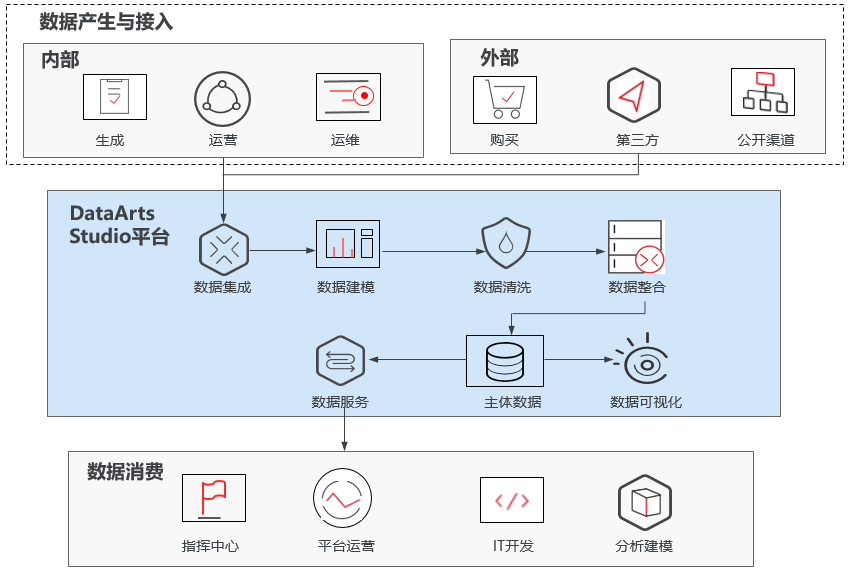 数据产生与接入
内部
外部
生成
运营
运维
购买
第三方
公开渠道
DataArts
Studio平台
数据集成
数据建模
数据清洗
数据整合
数据服务
主体数据
数据可视化
数据消费
指挥中心
平台运营
IT开发
分析建模